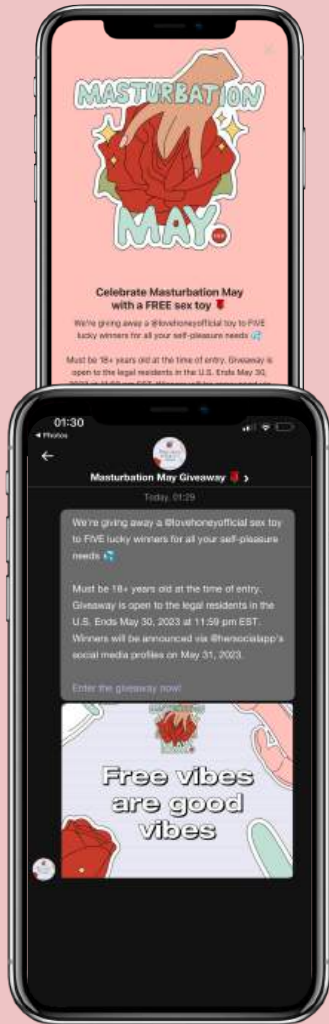 MASTURBATION
MAY
Celebrate Masturbation May
with a FREE sex toy
We're giving away a @lovehoneyofficial toy to FIVE
lucky winners for all your self-pleasure
needs
Must be 18+ years old at the time of entry. Giveaway is
open to the legal residents in the U.S. Ends May 30,
01:30
Photos
Masturbation May Giveaway
Today, 01:29
We're giving away a @lovehoneyofficial sex toy
to FIVE lucky winners for all your self-pleasure
needs
Must be 18+ years old at the time of entry.
Giveaway is open to the legal residents in the
U.S. Ends May 30, 2023 at 11:59 pm EST.
Winners will be announced via @hersocialapp's
social media profiles on May 31, 2023.
Enter the giveaway now!
Free vibes
are good
vibes